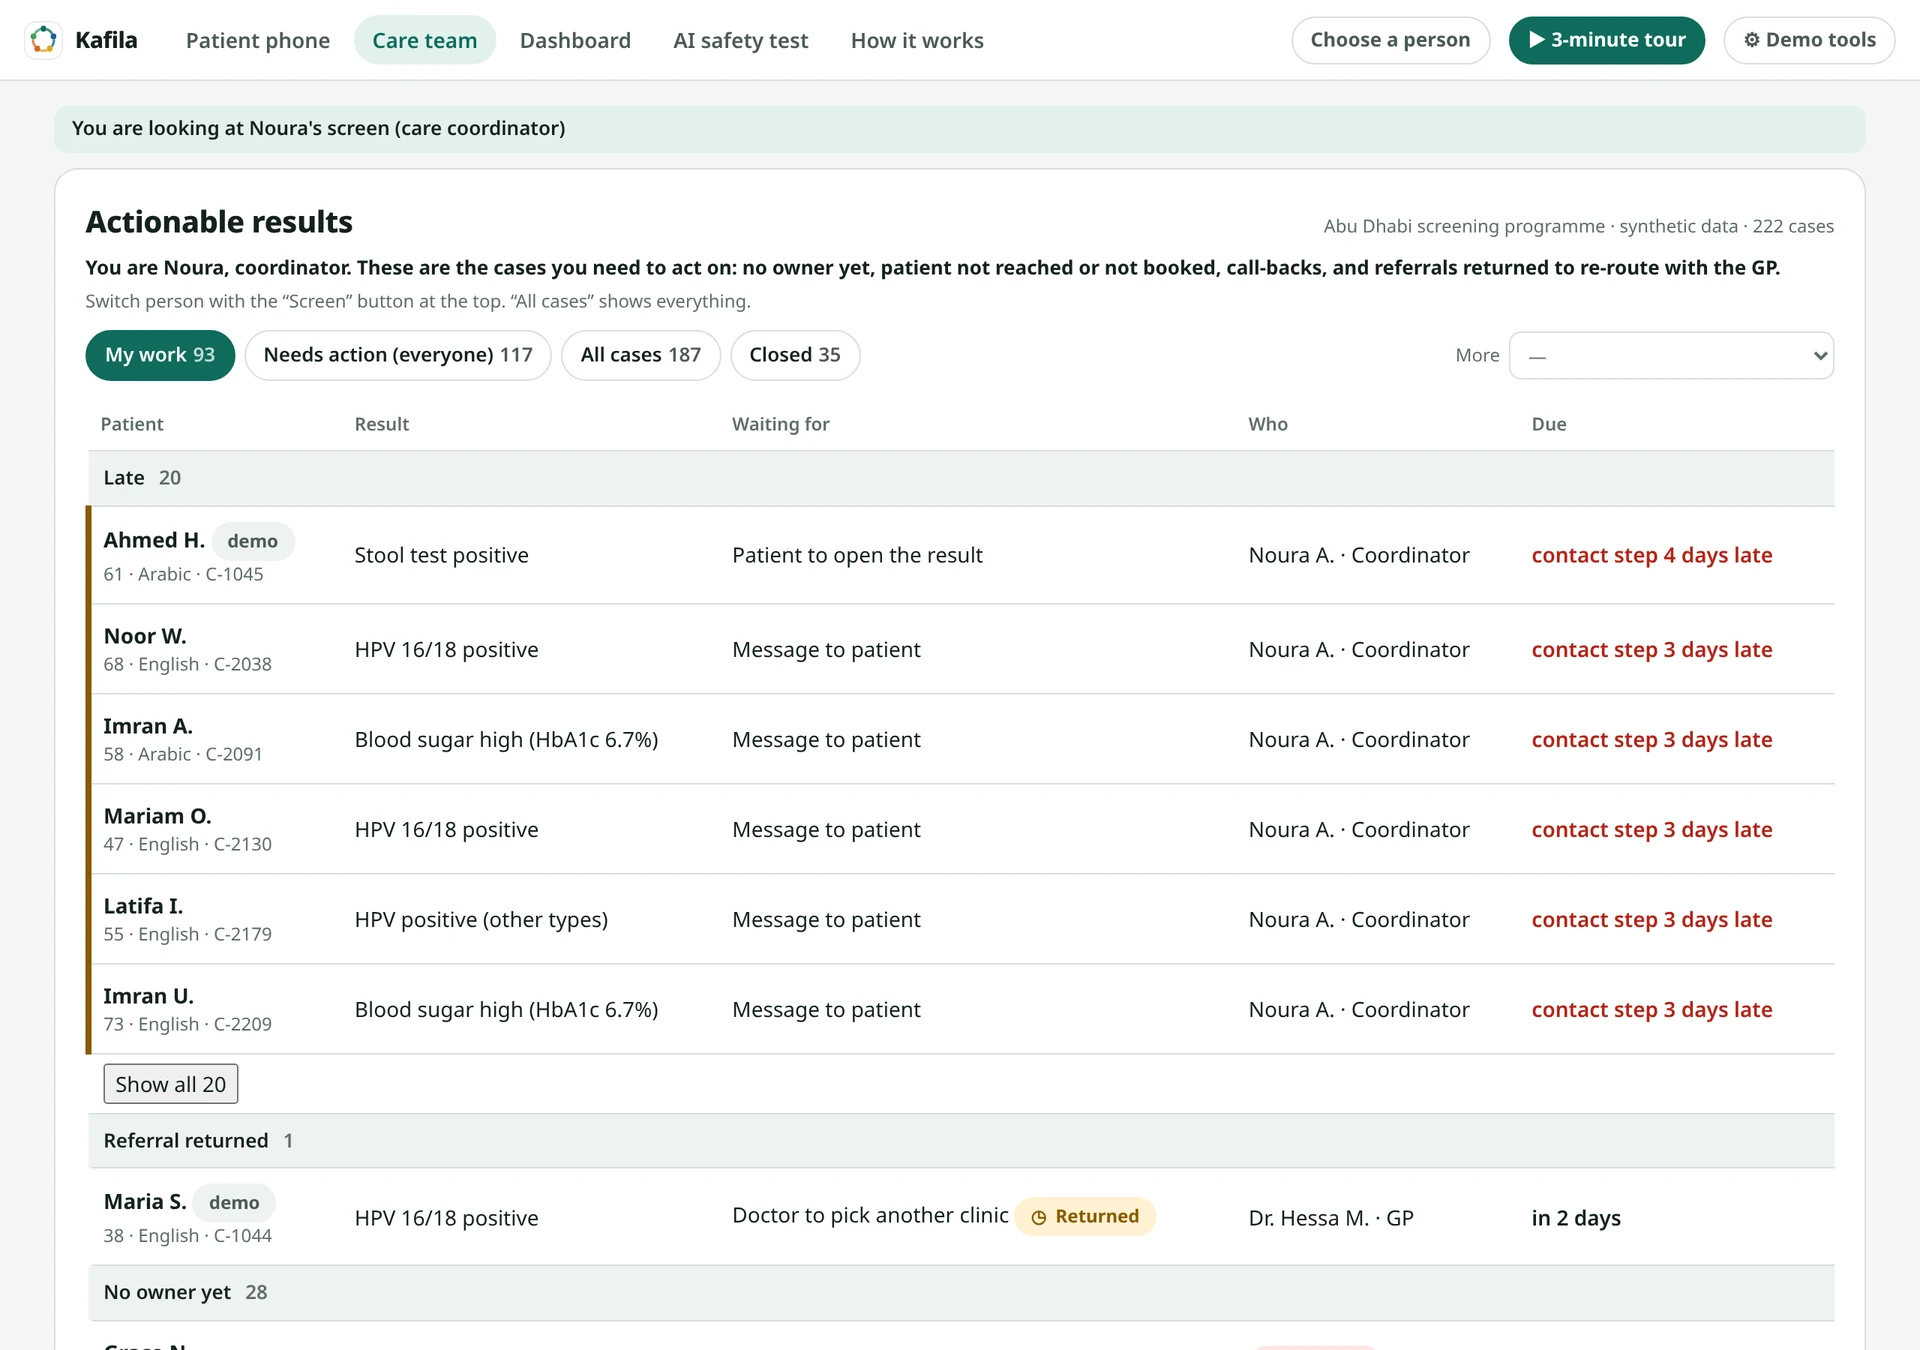 Kafila
Patient phone
Care team
Dashboard
AI safety test
How it works
Choose a person
▶ 3-minute tour
⚙ Demo tools
You are looking at Noura's screen (care coordinator)
Actionable results
Abu Dhabi screening programme · synthetic data · 222 cases
You are Noura, coordinator. These are the cases you need to act on: no owner yet, patient not reached or not booked, call-backs, and referrals returned to re-route with the GP.
Switch person with the “Screen” button at the top. “All cases” shows everything.
My work 93
Needs action (everyone) 117
All cases 187
Closed 35
More
—
Patient Result Waiting for Who Due
Late 20
Ahmed H. demo
61 · Arabic · C-1045
Stool test positive
Patient to open the result
Noura A. · Coordinator
contact step 4 days late
Noor W.
68 · English · C-2038
HPV 16/18 positive
Message to patient
Noura A. · Coordinator
contact step 3 days late
Imran A.
58 · Arabic · C-2091
Blood sugar high (HbA1c 6.7%)
Message to patient
Noura A. · Coordinator
contact step 3 days late
Mariam O.
47 · English · C-2130
HPV 16/18 positive
Message to patient
Noura A. · Coordinator
contact step 3 days late
Latifa I.
55 · English · C-2179
HPV positive (other types)
Message to patient
Noura A. · Coordinator
contact step 3 days late
Imran U.
73 · English · C-2209
Blood sugar high (HbA1c 6.7%)
Message to patient
Noura A. · Coordinator
contact step 3 days late
Show all 20
Referral returned 1
Maria S. demo
38 · English · C-1044
HPV 16/18 positive
Doctor to pick another clinic
Returned
Dr. Hessa M. · GP
in 2 days
No owner yet 28